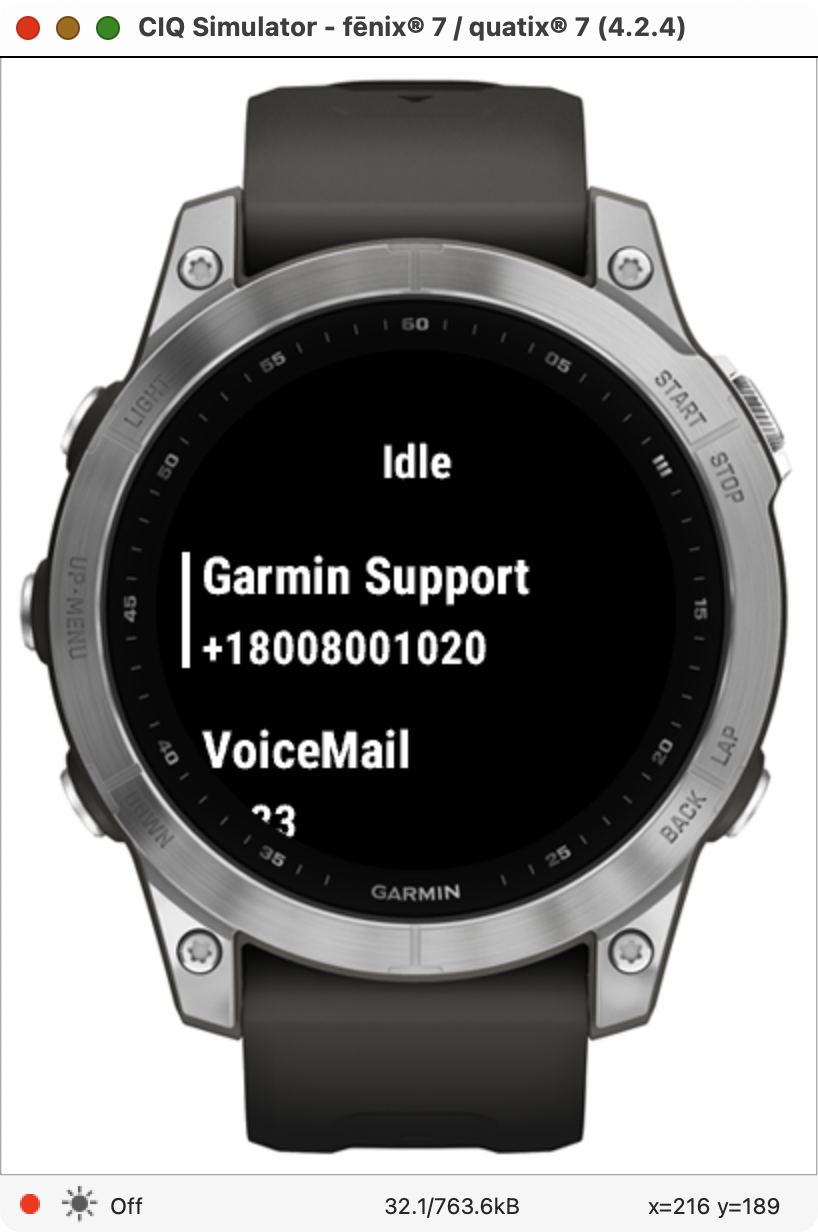 CIQ Simulator - fēnix® 7 / quatix® 7 (4.2.4)
60
55
05
LIGHT
START
50
STOP
Idle
UP·MENU
45
15
Garmin Support
+18008001020
VoiceMail
40
20
LAP
DOWN
BACK
33
35
25
GARMIN
Off
32.1/763.6kB
x=216 y=189